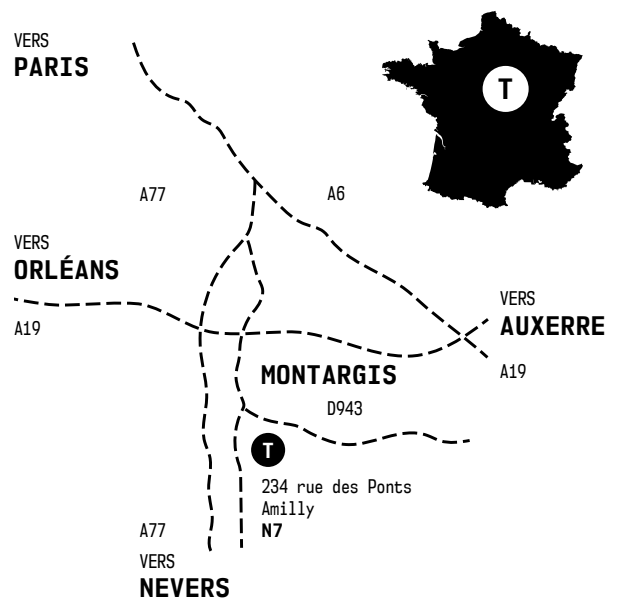 VERS
PARIS
T
A77
A6
VERS
ORLÉANS
A19
VERS
AUXERRE
A19
MONTARGIS
D943
T
234 rue des Ponts
Amilly
N7
A77
VERS
NEVERS